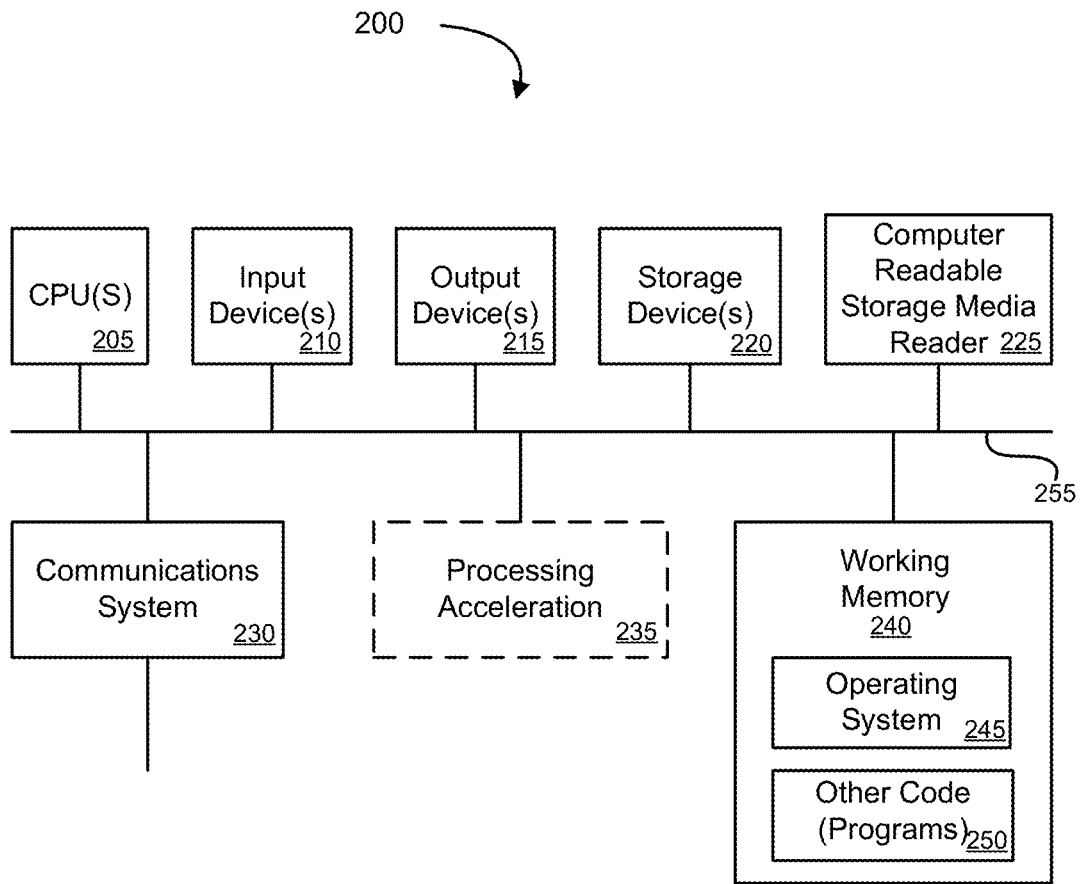 200
CPU(S)
205
Input
Device(s)
210
Output
Device(s)
215
Storage
Device(s)
220
Computer
Readable
Storage Media
Reader 225
255
Communications
System
230
Processing
Acceleration
235
Working
Memory
240
Operating
System
245
Other Code
(Programs)
250